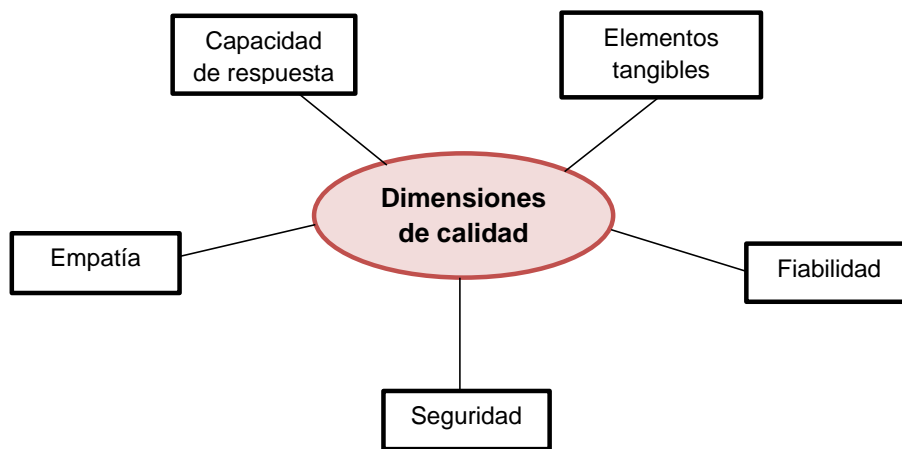 Capacidad
de respuesta
Elementos
tangibles
Dimensiones
de calidad
Empatía
Fiabilidad
Seguridad